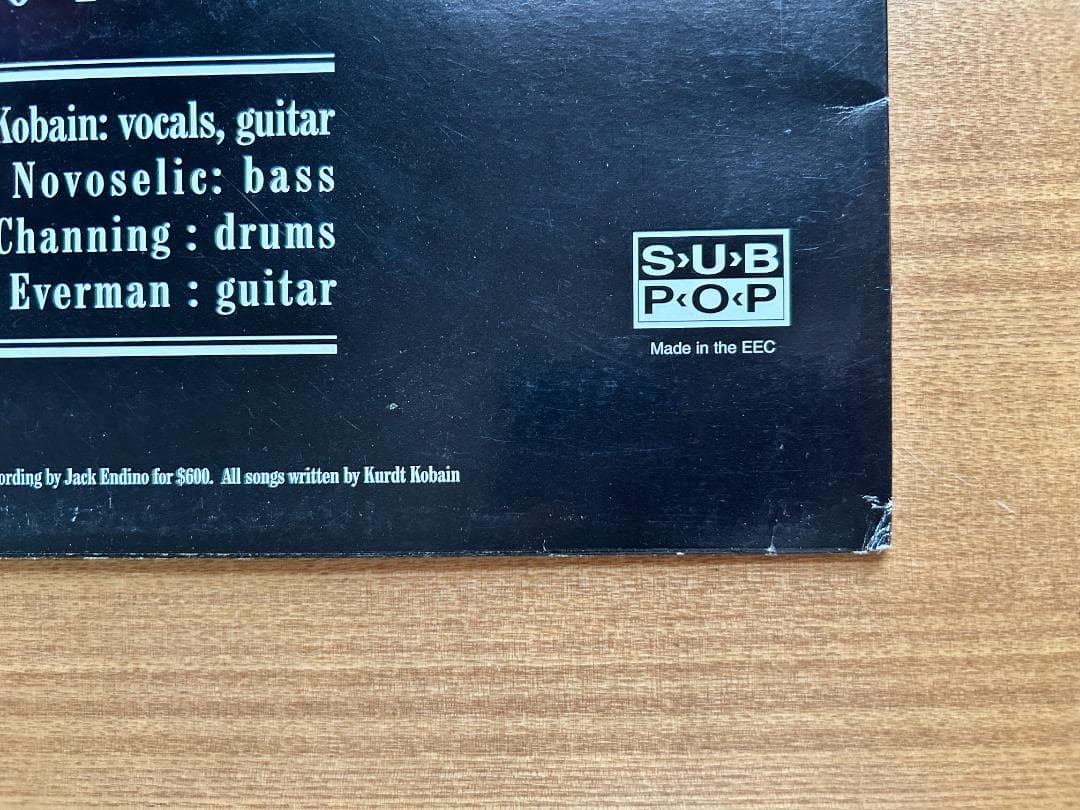 Kobain: vocals, guitar
Novoselic: bass
Channing : drums
Everman : guitar
S›U›B
P‹O‹P
Made in the EEC
by Jack Endino for $600. All songs written by Kurdt Kobain